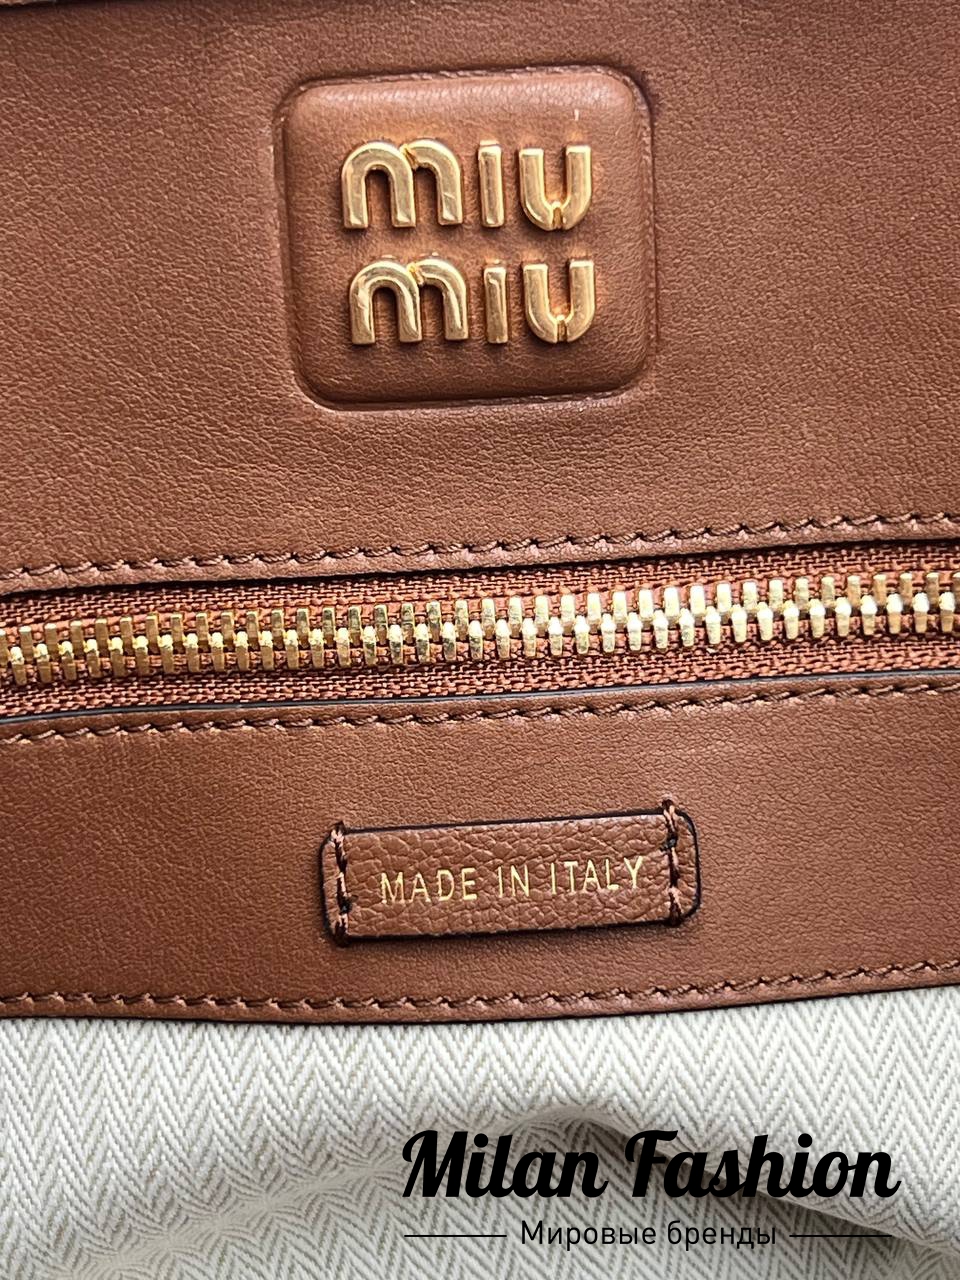 miu
miu
MADE IN ITALY
Milan Fashion
Мировые бренды